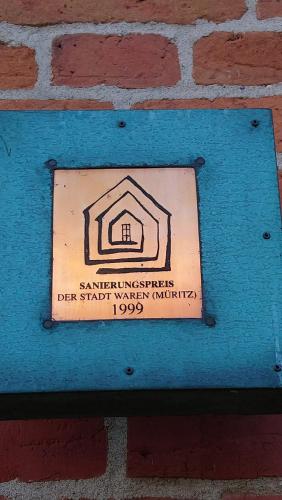 SANIERUNGSPREIS
DER STADT WAREN (MÜRITZ)
1999